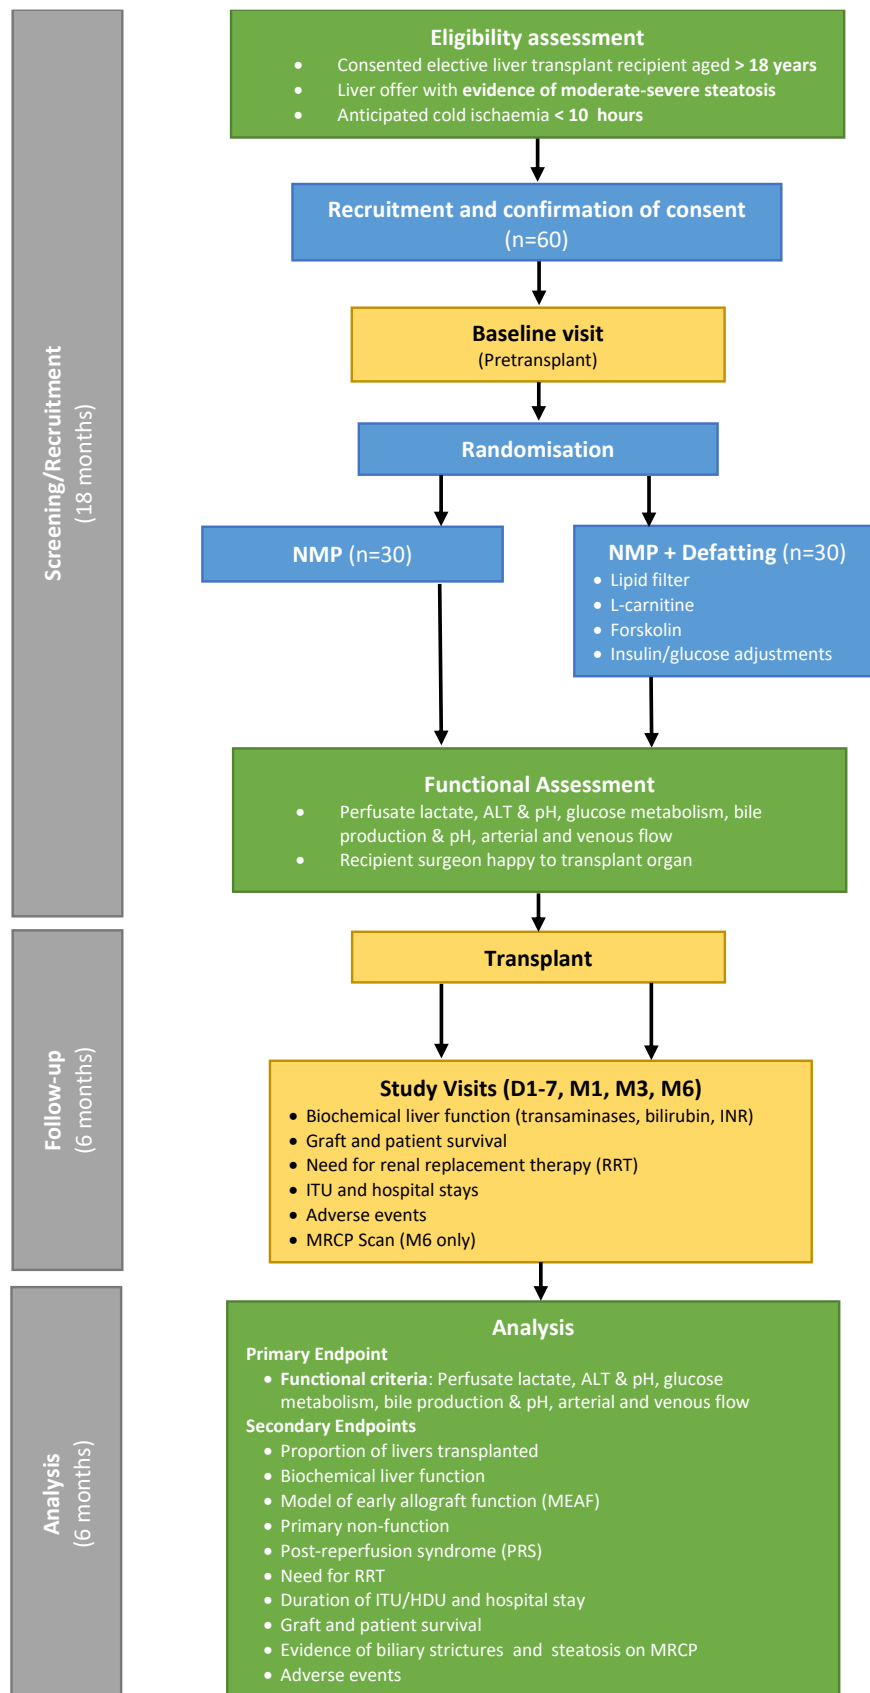 Eligibility assessment
• Consented elective liver transplant recipient aged > 18 years
• Liver offer with evidence of moderate-severe steatosis
• Anticipated cold ischaemia < 10 hours
Recruitment and confirmation of consent
(n=60)
Baseline visit
(Pretransplant)
Randomisation
NMP (n=30)
NMP + Defatting (n=30)
• Lipid filter
• L-carnitine
• Forskolin
• Insulin/glucose adjustments
Functional Assessment
• Perfusate lactate, ALT & pH, glucose metabolism, bile
production & pH, arterial and venous flow
• Recipient surgeon happy to transplant organ
Screening/Recruitment
(18 months)
Transplant
Study Visits (D1-7, M1, M3, M6)
• Biochemical liver function (transaminases, bilirubin, INR)
• Graft and patient survival
• Need for renal replacement therapy (RRT)
• ITU and hospital stays
• Adverse events
• MRCP Scan (M6 only)
Follow-up
(6 months)
Analysis
Primary Endpoint
• Functional criteria: Perfusate lactate, ALT & pH, glucose
metabolism, bile production & pH, arterial and venous flow
Secondary Endpoints
• Proportion of livers transplanted
• Biochemical liver function
• Model of early allograft function (MEAF)
• Primary non-function
• Post-reperfusion syndrome (PRS)
• Need for RRT
• Duration of ITU/HDU and hospital stay
• Graft and patient survival
• Evidence of biliary strictures and steatosis on MRCP
• Adverse events
Analysis
(6 months)